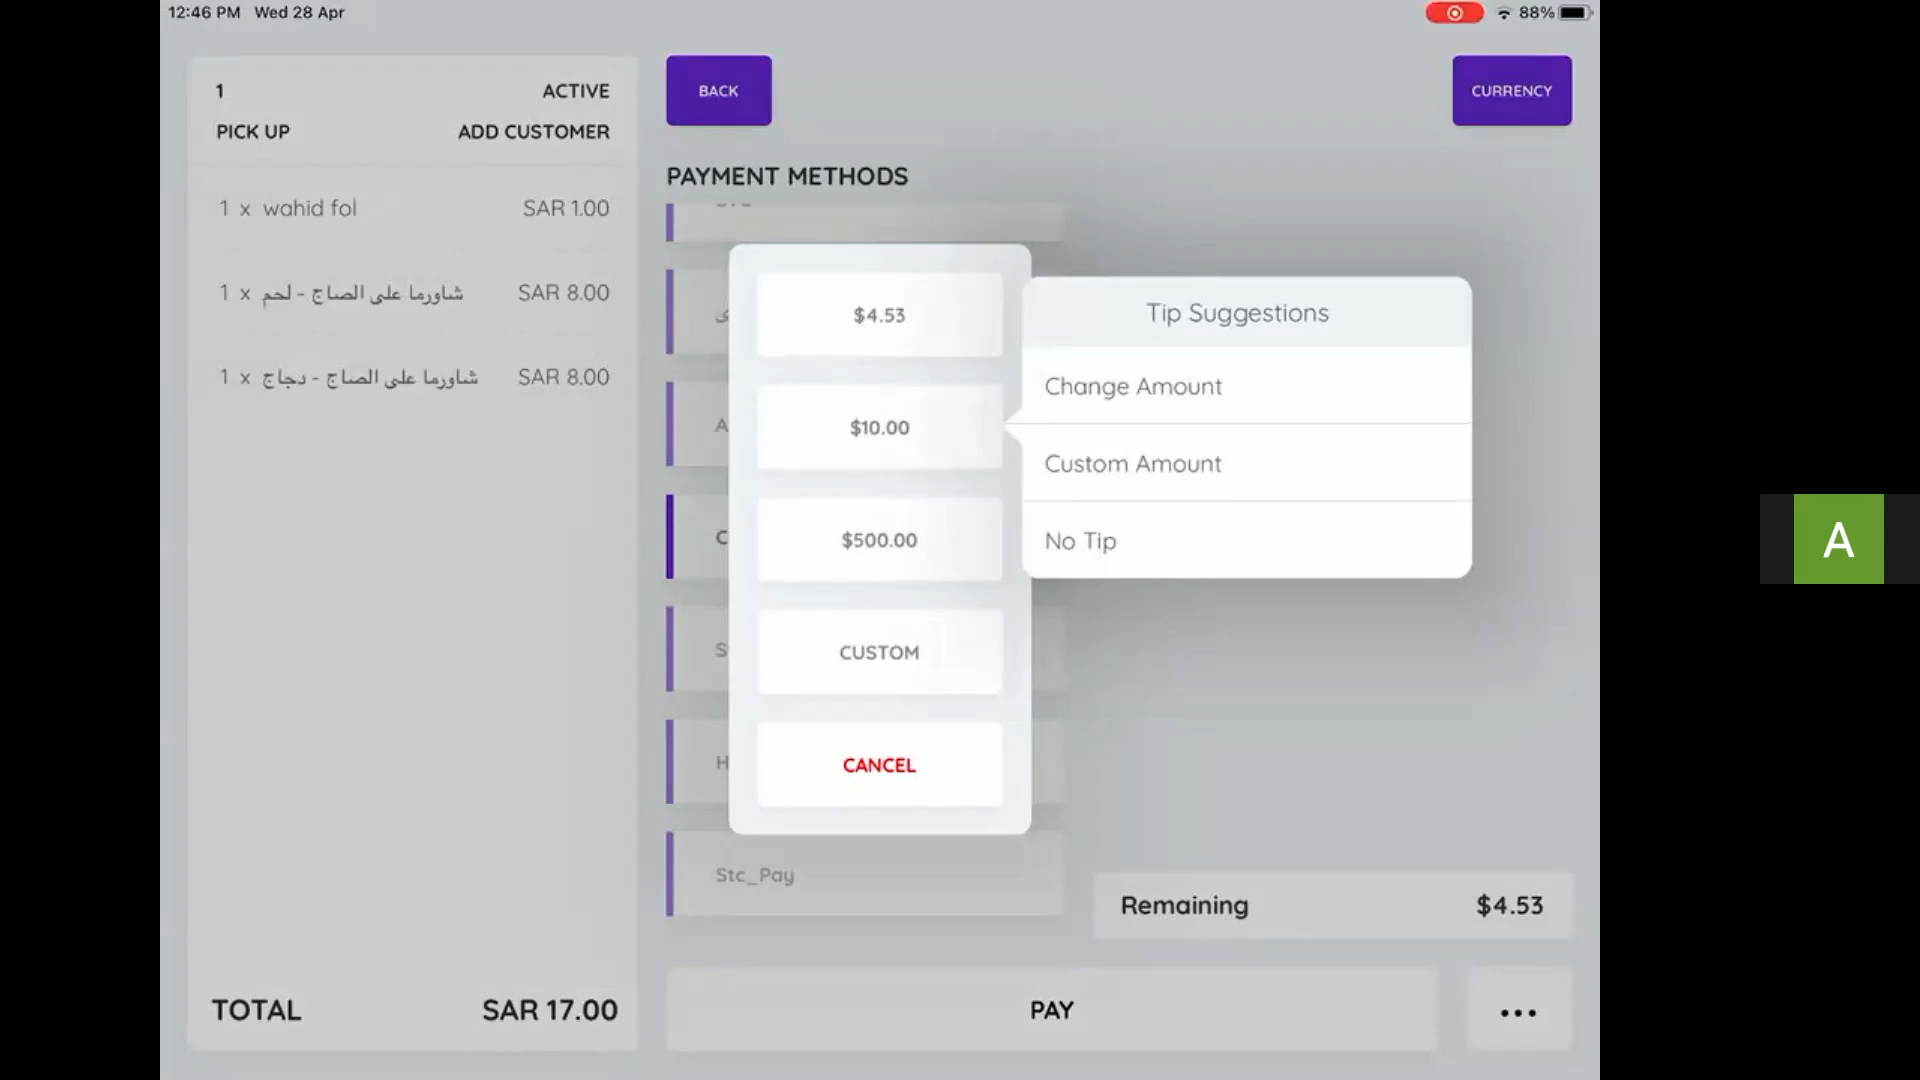 12:46 PM Wed 28 Apr
88%
1 ACTIVE
PICK UP ADD CUSTOMER
1 x wahid fol SAR 1.00
1 x شاورما على الصاج - لحم SAR 8.00
1 x شاورما على الصاج - دجاج SAR 8.00
TOTAL SAR 17.00
BACK
CURRENCY
PAYMENT METHODS
$4.53
$10.00
$500.00
CUSTOM
CANCEL
Tip Suggestions
Change Amount
Custom Amount
No Tip
A
C
S
H
Stc_Pay
Remaining $4.53
PAY
...
A